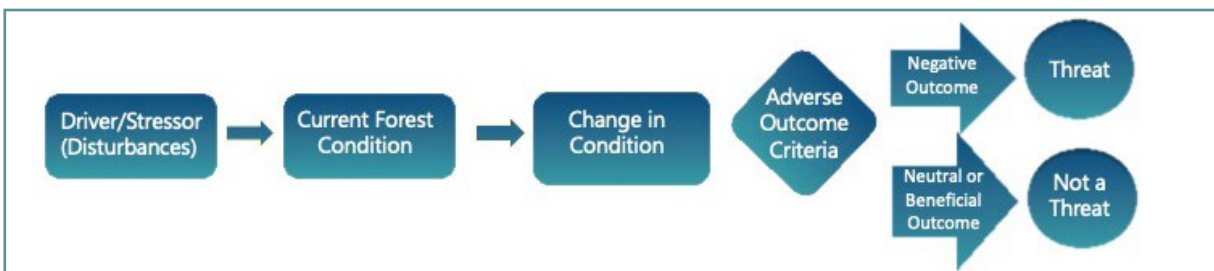 Driver/Stressor
(Disturbances)
Current Forest
Condition
Change in
Condition
Adverse
Outcome
Criteria
Negative
Outcome
Threat
Neutral or
Beneficial
Outcome
Not a
Threat